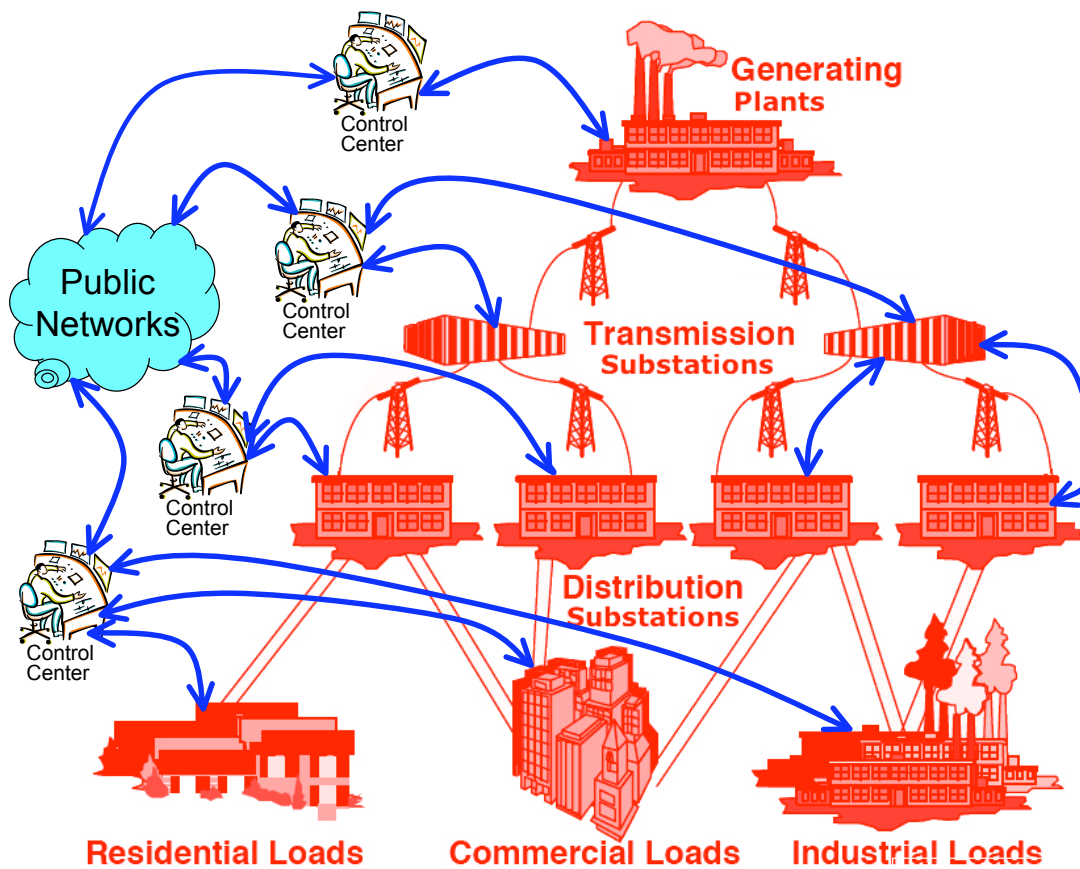 Control
Center
Generating
Plants
Public
Networks
Control
Center
Transmission
Substations
Control
Center
Distribution
Substations
Control
Center
Residential Loads
Commercial Loads
Industrial Loads